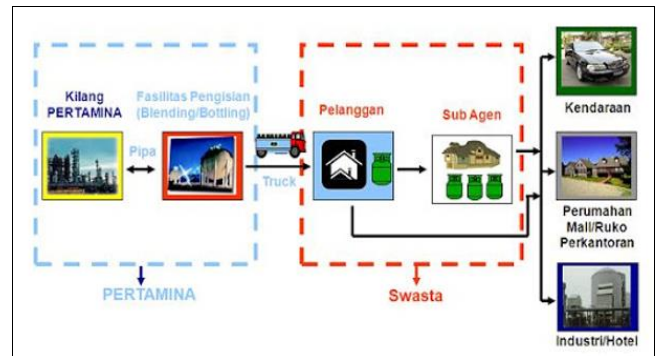 Kilang
PERTAMINA
Fasilitas Pengisian
(Blending/Bottling)
Pipa
Truck
PERTAMINA
Pelanggan
Sub Agen
Swasta
Kendaraan
Perumahan
Mall/Ruko
Perkantoran
Industri/Hotel